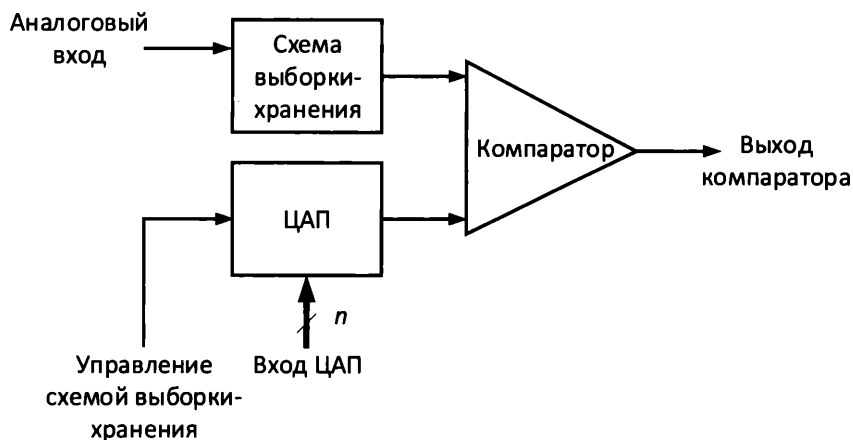 Аналоговый
вход
Схема
выборки-
хранения
Компаратор
Выход
компаратора
ЦАП
n
Управление
схемой выборки-
хранения
Вход ЦАП